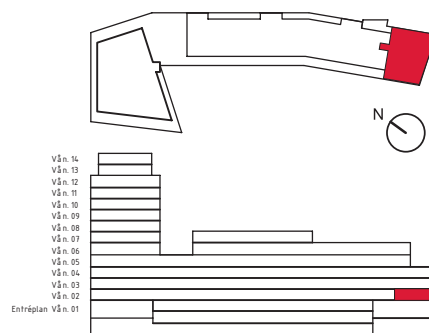 N
Vån. 14
Vån. 13
Vån. 12
Vån. 11
Vån. 10
Vån. 09
Vån. 08
Vån. 07
Vån. 06
Vån. 05
Vån. 04
Vån. 03
Vån. 02
Entréplan Vån. 01